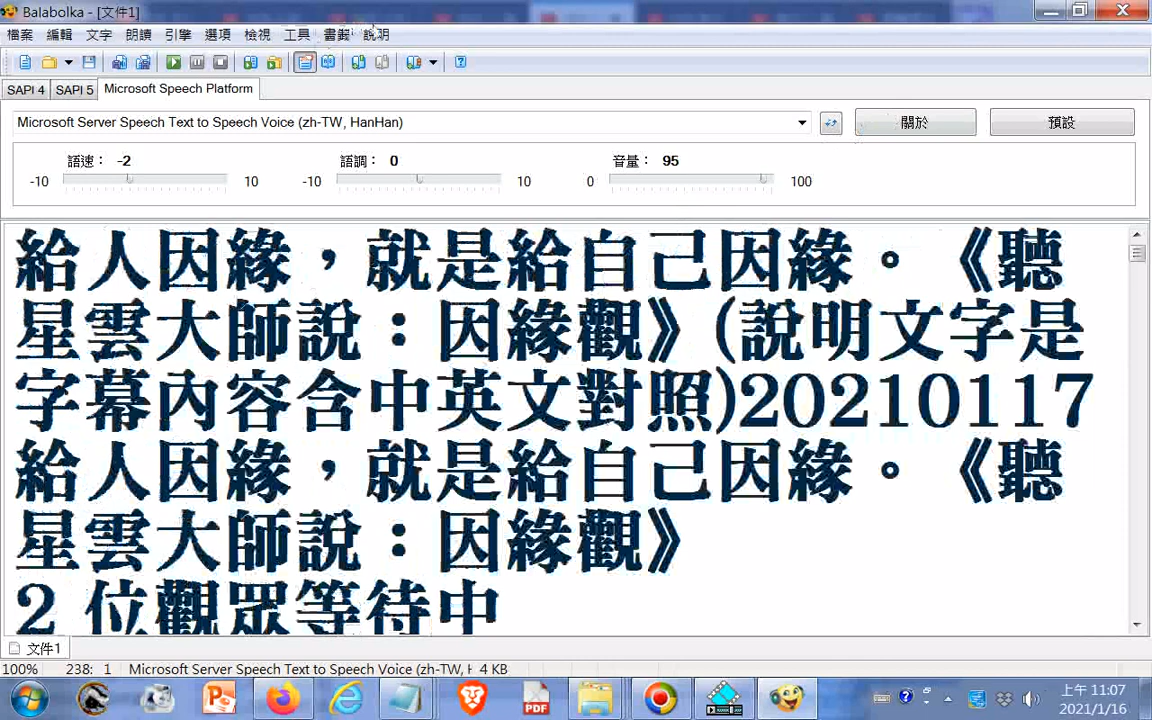 Balabolka - [文件1]
檔案 編輯 文字 朗讀 引擎 選項 檢視 工具 書籤 說明
SAPI 4 SAPI 5 Microsoft Speech Platform
Microsoft Server Speech Text to Speech Voice (zh-TW, HanHan) 關於 預設
語速： -2 語調： 0 音量： 95
-10 10 -10 10 0 100
給人因緣，就是給自己因緣。《聽
星雲大師說：因緣觀》(說明文字是
字幕內容含中英文對照)20210117
給人因緣，就是給自己因緣。《聽
星雲大師說：因緣觀》
2 位觀眾等待中
文件1
100% 238: 1 Microsoft Server Speech Text to Speech Voice (zh-TW, H 4 KB
PDF
上午 11:07
2021/1/16